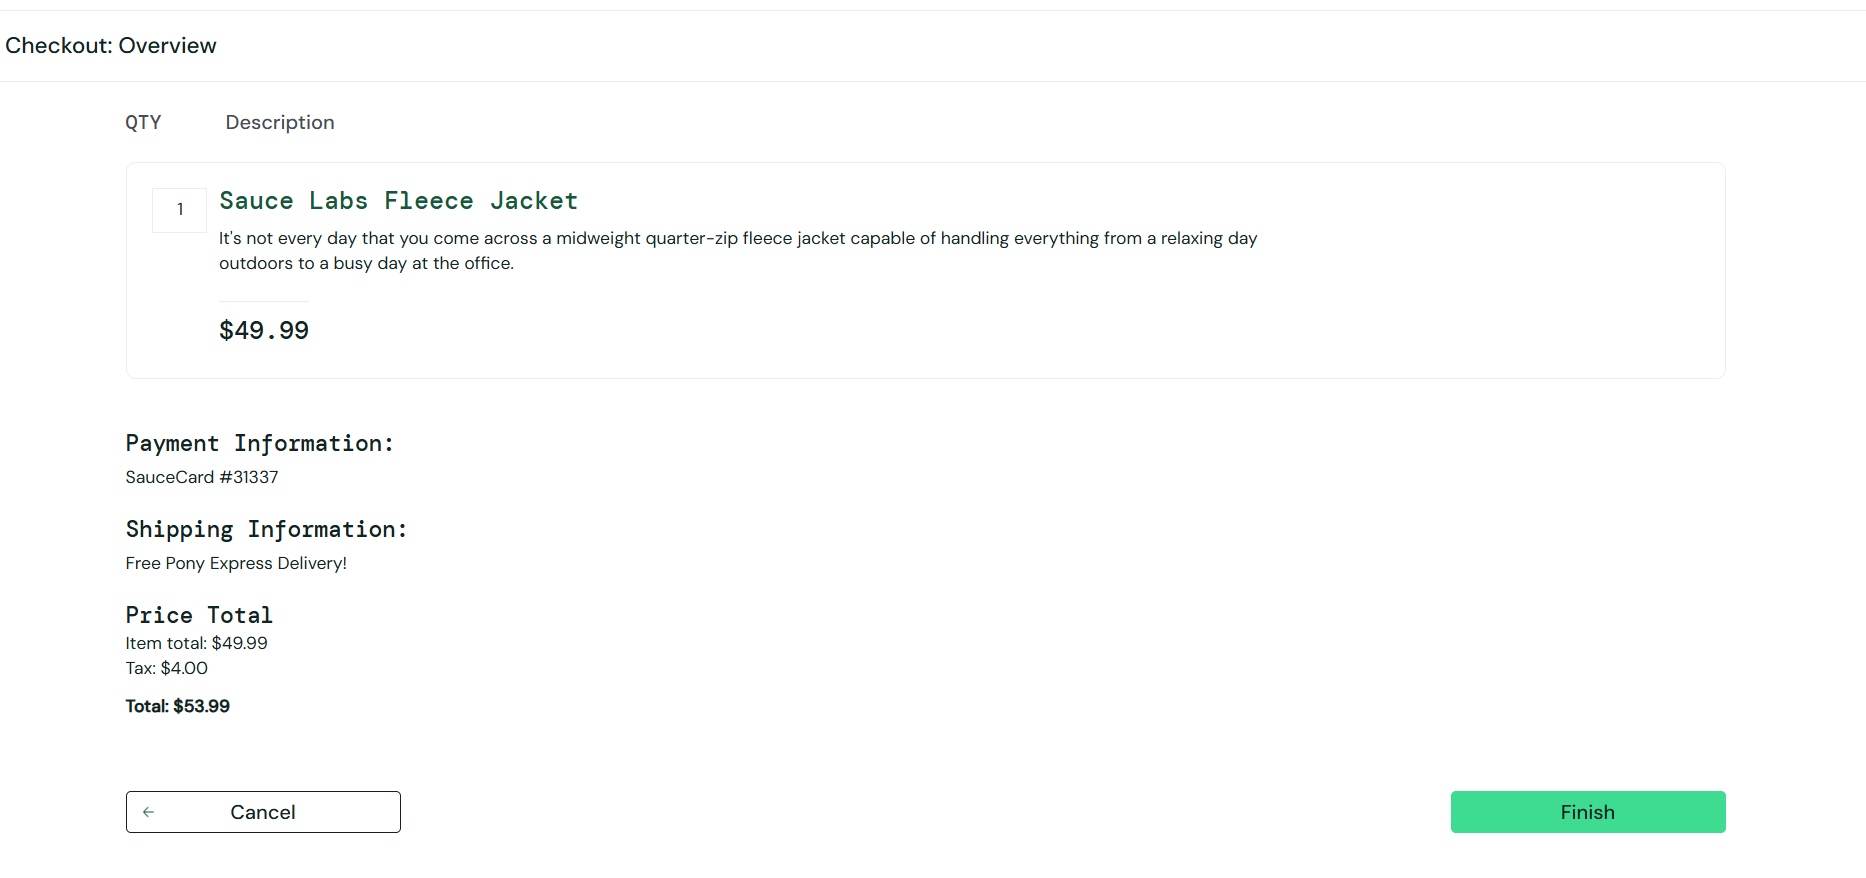 Checkout: Overview
QTY Description
1 Sauce Labs Fleece Jacket
It's not every day that you come across a midweight quarter-zip fleece jacket capable of handling everything from a relaxing day
outdoors to a busy day at the office.
$49.99
Payment Information:
SauceCard #31337
Shipping Information:
Free Pony Express Delivery!
Price Total
Item total: $49.99
Tax: $4.00
Total: $53.99
Cancel Finish